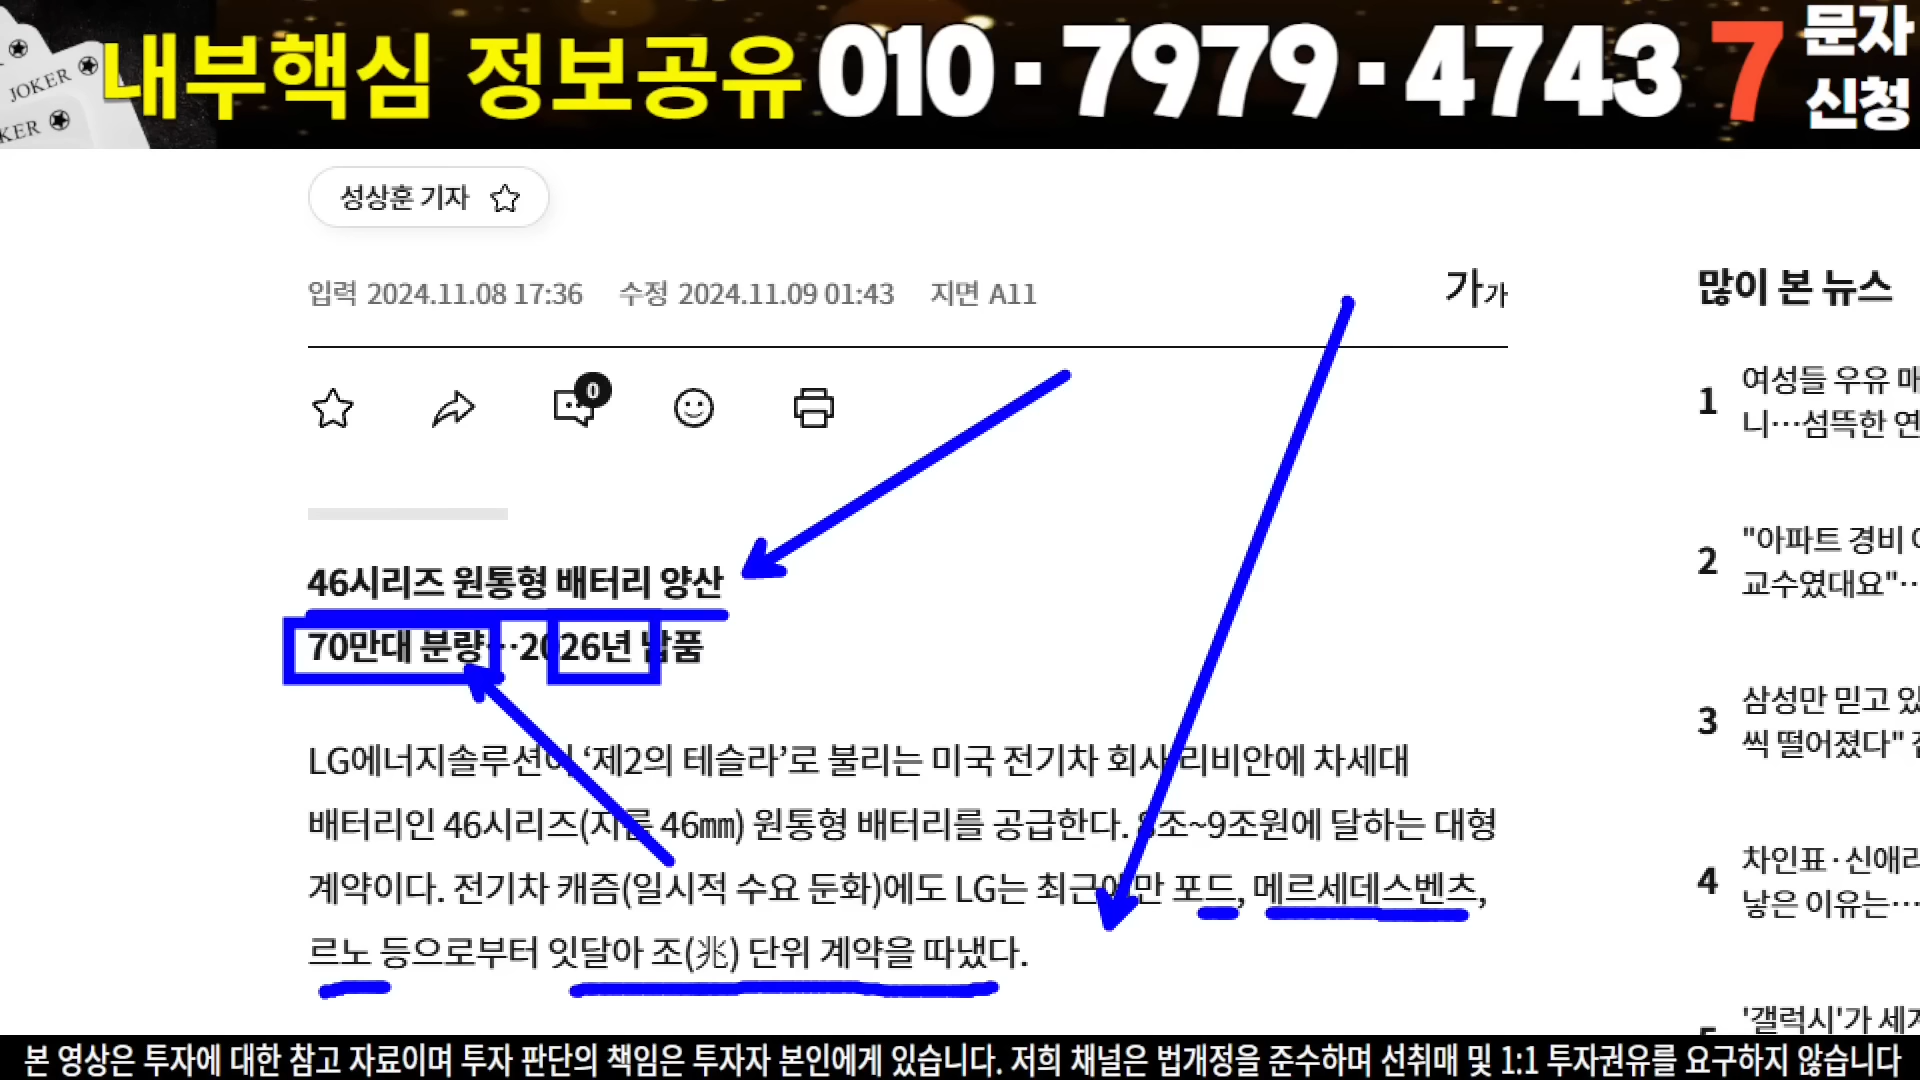 JOKER
KER
내부핵심 정보공유 010·7979·4743 7 문자
신청
성상훈 기자
입력 2024.11.08 17:36 수정 2024.11.09 01:43 지면 A11
가가
0
46시리즈 원통형 배터리 양산
70만대 분량…2026년 납품
LG에너지솔루션이 ‘제2의 테슬라’로 불리는 미국 전기차 회사 리비안에 차세대
배터리인 46시리즈(지름 46㎜) 원통형 배터리를 공급한다. 8조~9조원에 달하는 대형
계약이다. 전기차 캐즘(일시적 수요 둔화)에도 LG는 최근에만 포드, 메르세데스벤츠,
르노 등으로부터 잇달아 조(兆) 단위 계약을 따냈다.
많이 본 뉴스
1 여성들 우유 매
니…섬뜩한 연
2 "아파트 경비
교수였대요"…
3 삼성만 믿고 있
씩 떨어졌다"
4 차인표·신애라
낳은 이유는…
'갤럭시'가 세계
본 영상은 투자에 대한 참고 자료이며 투자 판단의 책임은 투자자 본인에게 있습니다. 저희 채널은 법개정을 준수하며 선취매 및 1:1 투자권유를 요구하지 않습니다